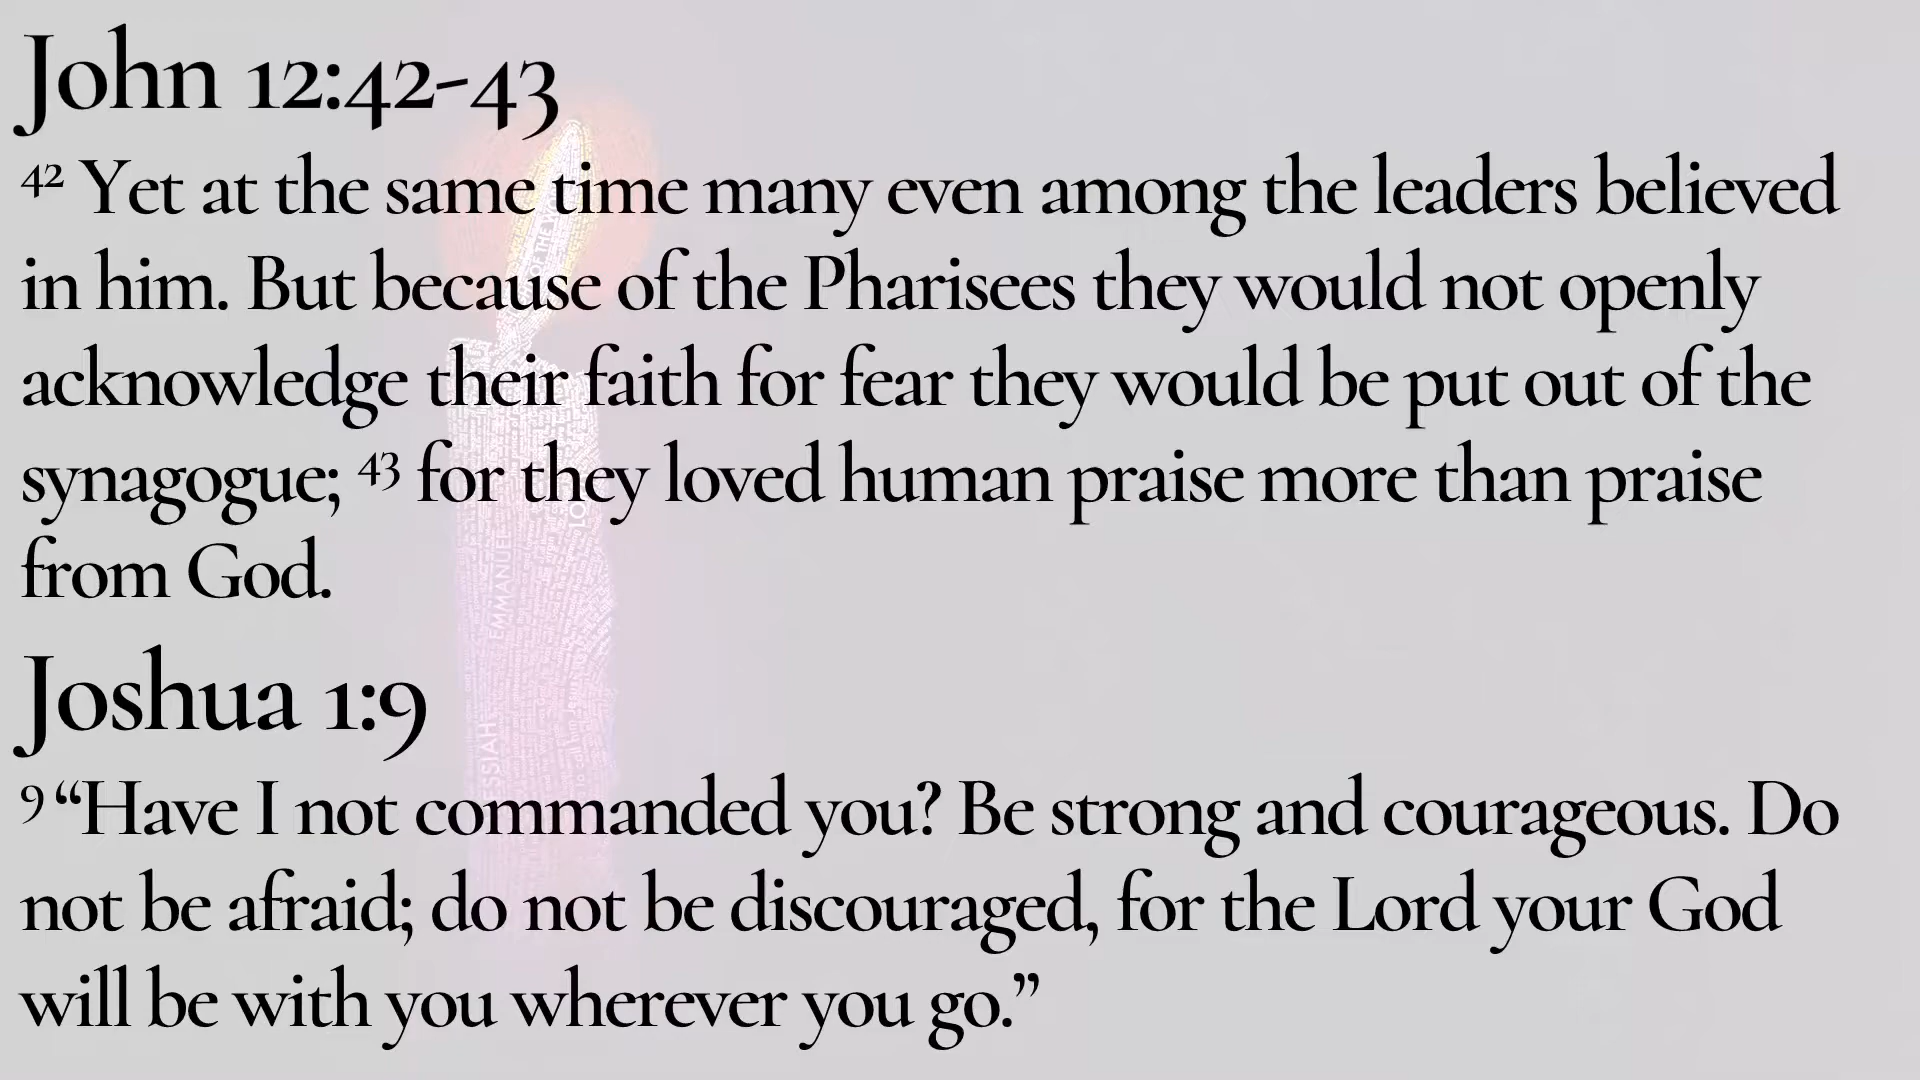 John 12:42-43
42 Yet at the same time many even among the leaders believed
in him. But because of the Pharisees they would not openly
acknowledge their faith for fear they would be put out of the
synagogue; 43 for they loved human praise more than praise
from God.
Joshua 1:9
9 “Have I not commanded you? Be strong and courageous. Do
not be afraid; do not be discouraged, for the Lord your God
will be with you wherever you go.”
OF THE
EMMANUEL